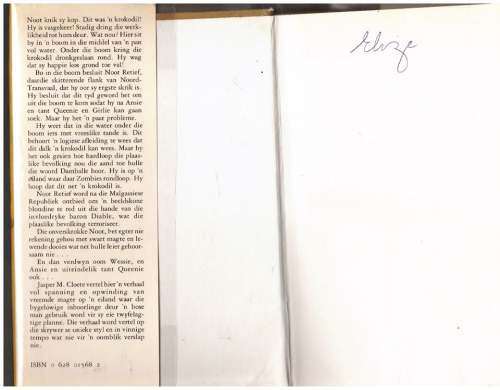 Noot knik sy kop. Dit was 'n krokodil!
Hy is vasgekeer! Stadig dring die werk-
likheid tot hom deur. Wat nou? Hier sit
hy in 'n boom in die middel van 'n pan
vol water. Onder die boom kring die
krokodil dronkgeslaan rond. Hy wag
dat sy happie kos grond toe val!
Bo in die boom besluit Noot Retief,
daardie skitterende flank van Noord-
Transvaal, dat hy oor sy ergste skrik is.
Hy besluit dat dit tyd geword het om
uit die boom te kom sodat hy na Ansie
en tant Queenie en Girlie kan gaan
soek. Maar hy het 'n paar probleme.
Hy weet dat in die water onder die
boom iets met vreeslike tande is. Dit
behoort 'n logiese afleiding te wees dat
dit dalk 'n krokodil kan wees. Maar hy
het ook gesien hoe hardloop die plaas-
like bevolking nou die aand toe hulle
die woord Damballe hoor. Hy is op 'n
eiland waar daar Zombies rondloop. Hy
hoop dat dit net 'n krokodil is.
Noot Retief word na die Malgassiese
Republiek ontbied om 'n beeldskone
blondine te red uit die hande van die
invloedryke baron Diable, wat die
plaaslike bevolking terroriseer.
Die onverskrokke Noot, het egter nie
rekening gehou met swart magte en le-
wende dooies wat net hulle leier gehoor-
saam nie . . .
En dan verdwyn oom Wessie, en
Ansie en uiteindelik tant Queenie
ook . . .
Jasper M. Cloete vertel hier 'n verhaal
vol spanning en opwinding van
vreemde magte op 'n eiland waar die
bygelowige inboorlinge deur 'n bose
man gebruik word vir sy eie twyfelag-
tige planne. Die verhaal word vertel op
die skrywer se unieke styl en in vinnige
tempo wat nie vir 'n oomblik verslap
nie.
ISBN 0 628 01568 2